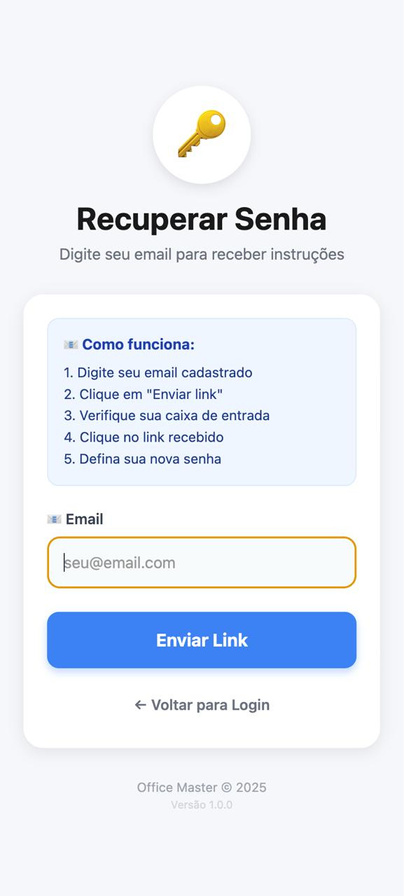 Recuperar Senha
Digite seu email para receber instruções
Como funciona:
1. Digite seu email cadastrado
2. Clique em "Enviar link"
3. Verifique sua caixa de entrada
4. Clique no link recebido
5. Defina sua nova senha
Email
seu@email.com
Enviar Link
← Voltar para Login
Office Master © 2025
Versão 1.0.0